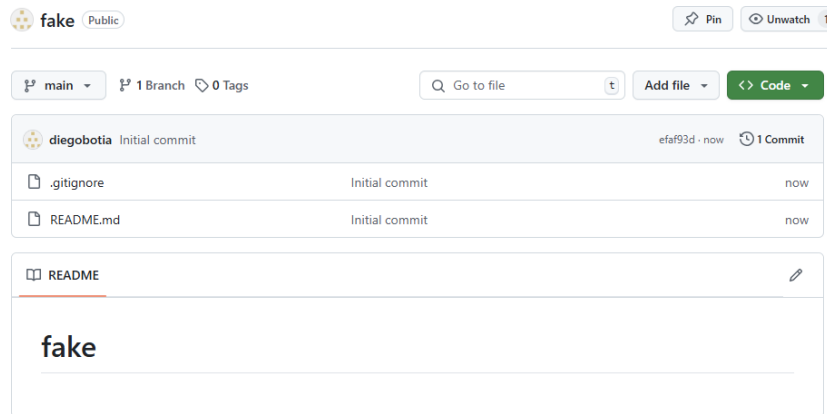 fake Public Pin Unwatch 1
main 1 Branch 0 Tags Go to file t Add file Code
diegobotia Initial commit efaf93d · now 1 Commit
.gitignore Initial commit now
README.md Initial commit now
README
fake